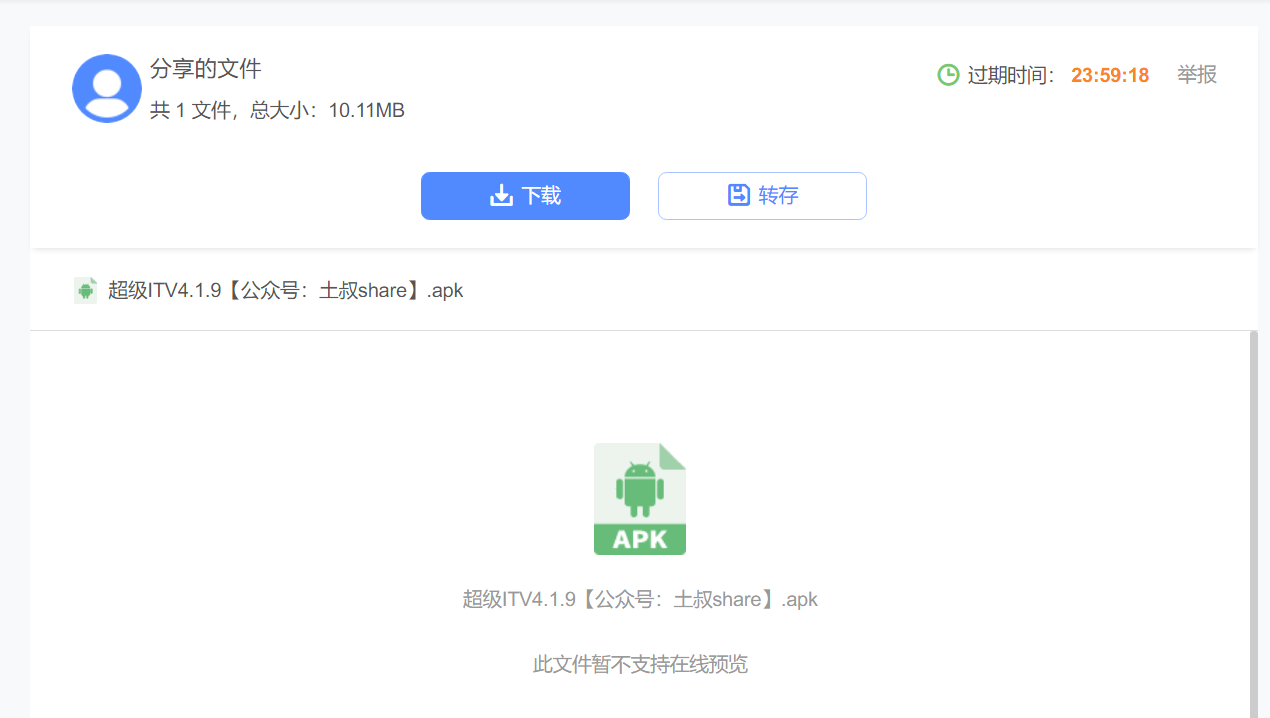 分享的文件
过期时间： 23:59:18 举报
共 1 文件，总大小：10.11MB
下载 转存
超级ITV4.1.9【公众号：土叔share】.apk
APK
超级ITV4.1.9【公众号：土叔share】.apk
此文件暂不支持在线预览